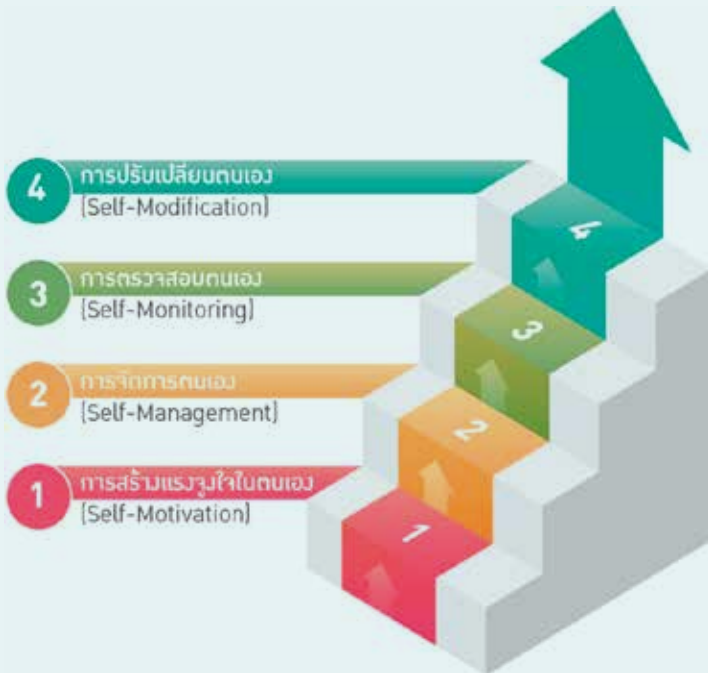 4
การปรับเปลี่ยนตนเอง
(Self-Modification)
3
การตรวจสอบตนเอง
(Self-Monitoring)
2
การจัดการตนเอง
(Self-Management)
1
การสร้างแรงจูงใจในตนเอง
(Self-Motivation)
4
3
2
1